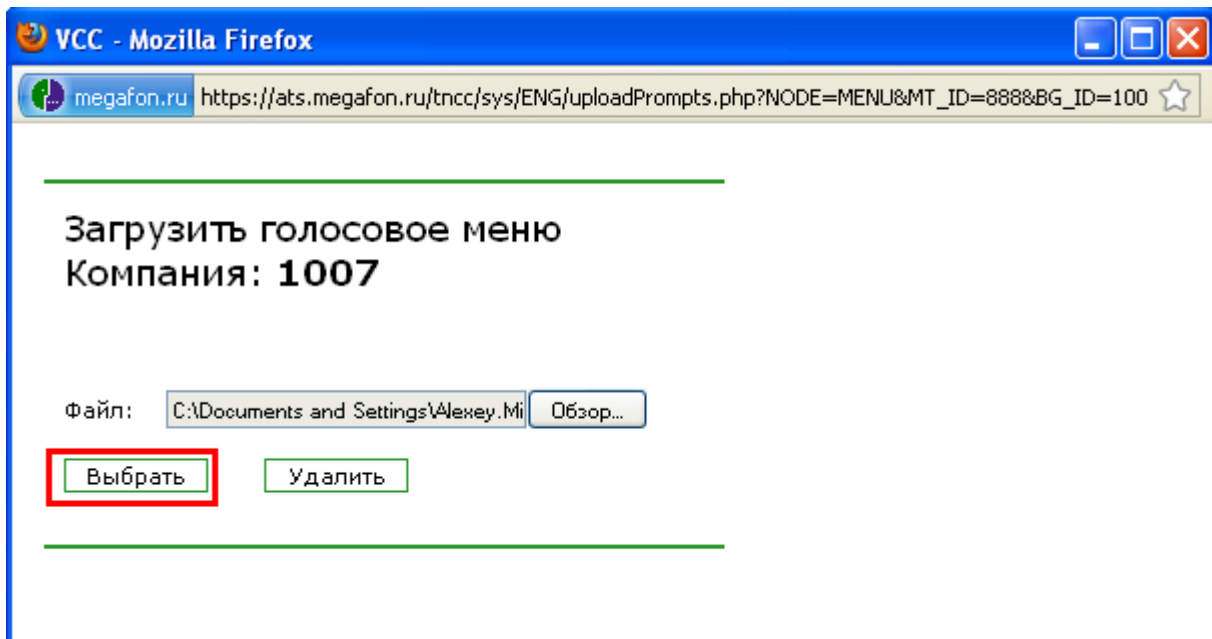 VCC - Mozilla Firefox
megafon.ru https://ats.megafon.ru/tncc/sys/ENG/uploadPrompts.php?NODE=MENU&MT_ID=8888&BG_ID=100
Загрузить голосовое меню
Компания: 1007
Файл: C:\Documents and Settings\Alexey.Mi Обзор...
Выбрать Удалить